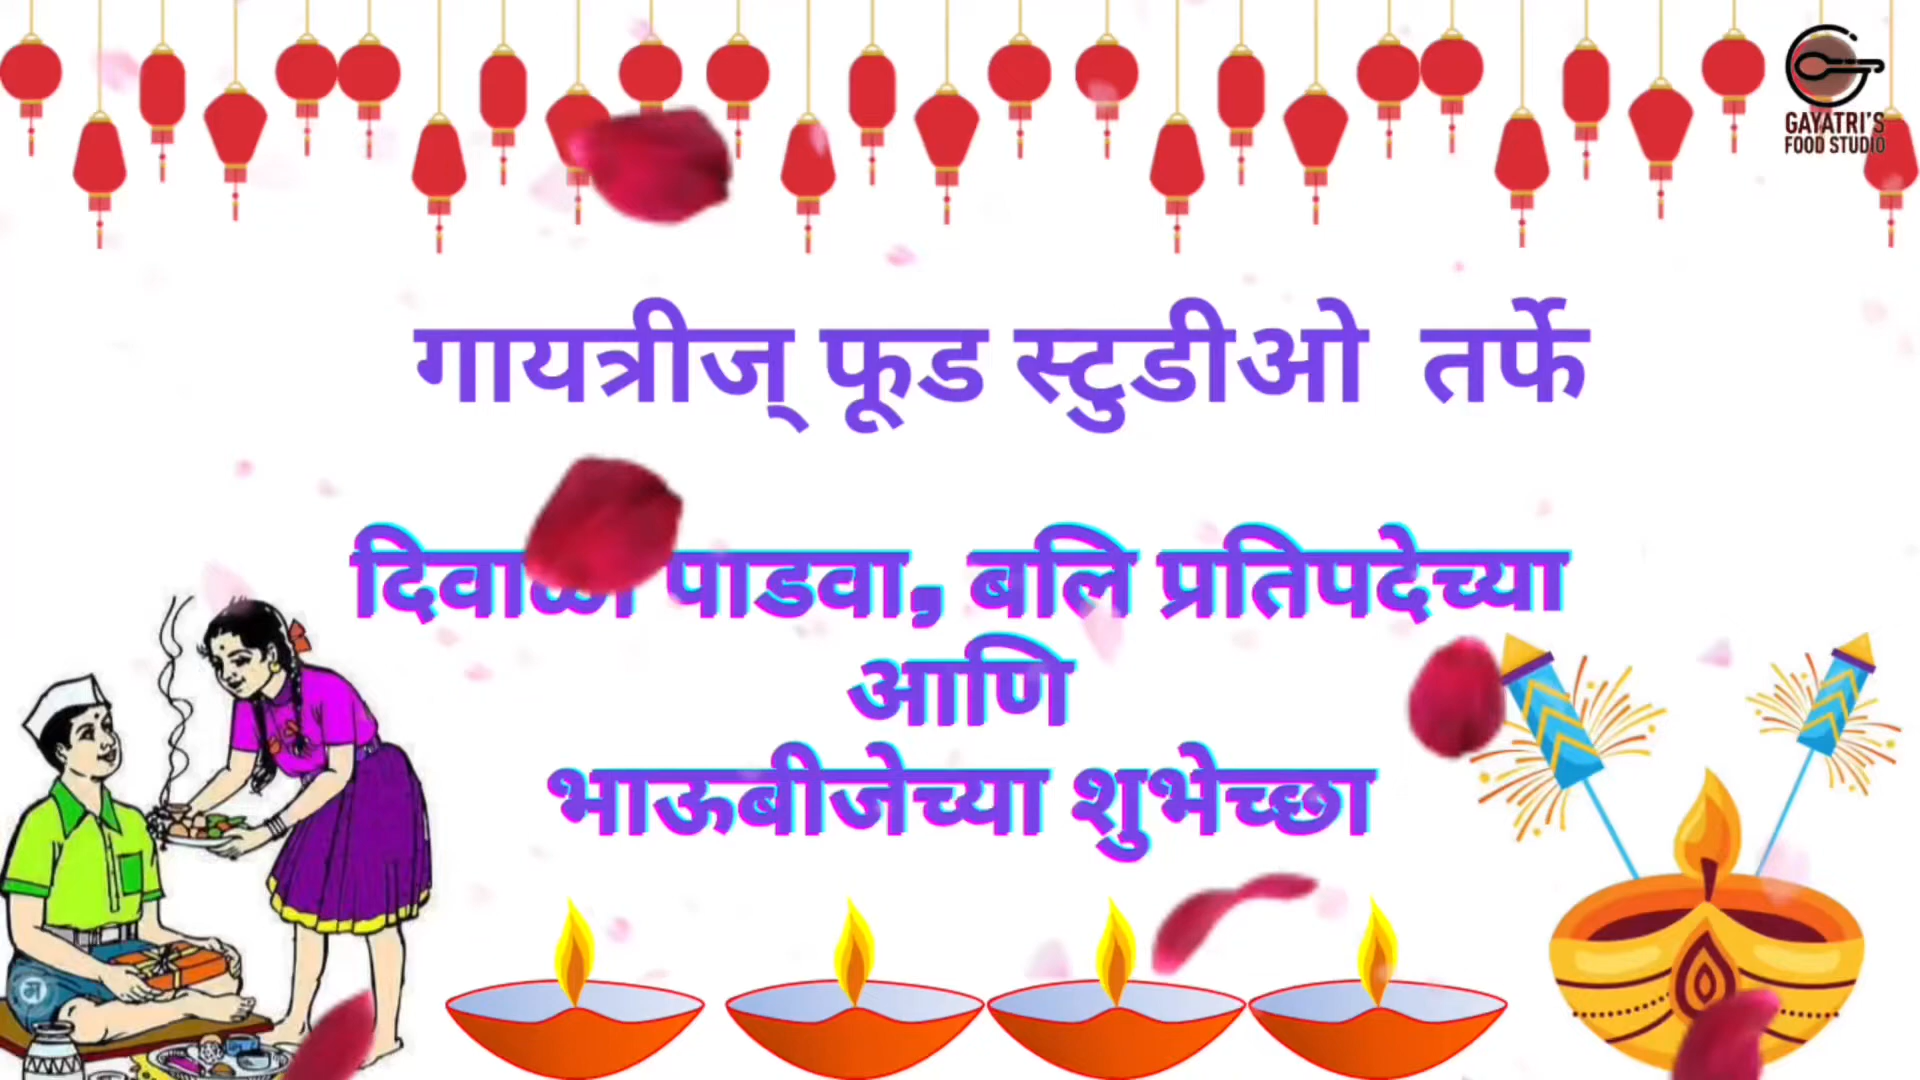 GAYATRI'S
FOOD STUDIO
गायत्रीज् फूड स्टुडीओ तर्फे
पाडवा, बलि प्रतिपदेच्या
आणि
भाऊबीजेच्या शुभेच्छा